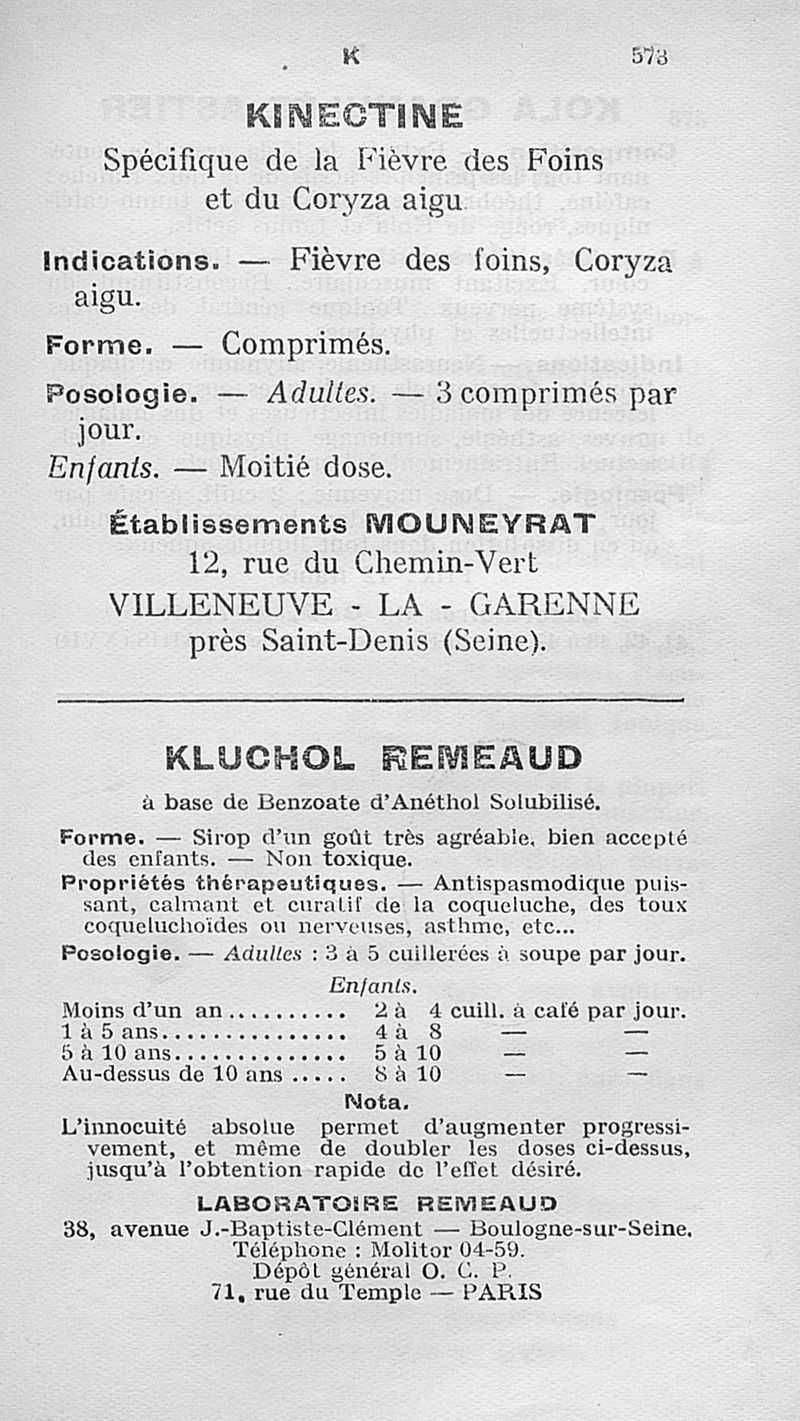 K 573
KINECTINE
Spécifique de la Fièvre des Foins
et du Coryza aigu.
Indications. — Fièvre des foins, Coryza
aigu.
Forme. — Comprimés.
Posologie. — Adultes. — 3 comprimés par
jour.
Enfants. — Moitié dose.
Établissements MOUNEYRAT
12, rue du Chemin-Vert
VILLENEUVE - LA - GARENNE
près Saint-Denis (Seine).
KLUCHOL REMEAUD
à base de Benzoate d'Anéthol Solubilisé.
Forme. — Sirop d'un goût très agréable, bien accepté
des enfants. — Non toxique.
Propriétés thérapeutiques. — Antispasmodique puis-
sant, calmant et curatif de la coqueluche, des toux
coqueluchoïdes ou nerveuses, asthme, etc...
Posologie. — Adultes : 3 à 5 cuillerées à soupe par jour.
Enfants.
Moins d'un an .......... 2 à 4 cuill. à café par jour.
1 à 5 ans............... 4 à 8 — —
5 à 10 ans.............. 5 à 10 — —
Au-dessus de 10 ans ..... 8 à 10 — —
Nota.
L'innocuité absolue permet d'augmenter progressi-
vement, et même de doubler les doses ci-dessus,
jusqu'à l'obtention rapide de l'effet désiré.
LABORATOIRE REMEAUD
38, avenue J.-Baptiste-Clément — Boulogne-sur-Seine.
Téléphone : Molitor 04-59.
Dépôt général O. C. P.
71, rue du Temple — PARIS